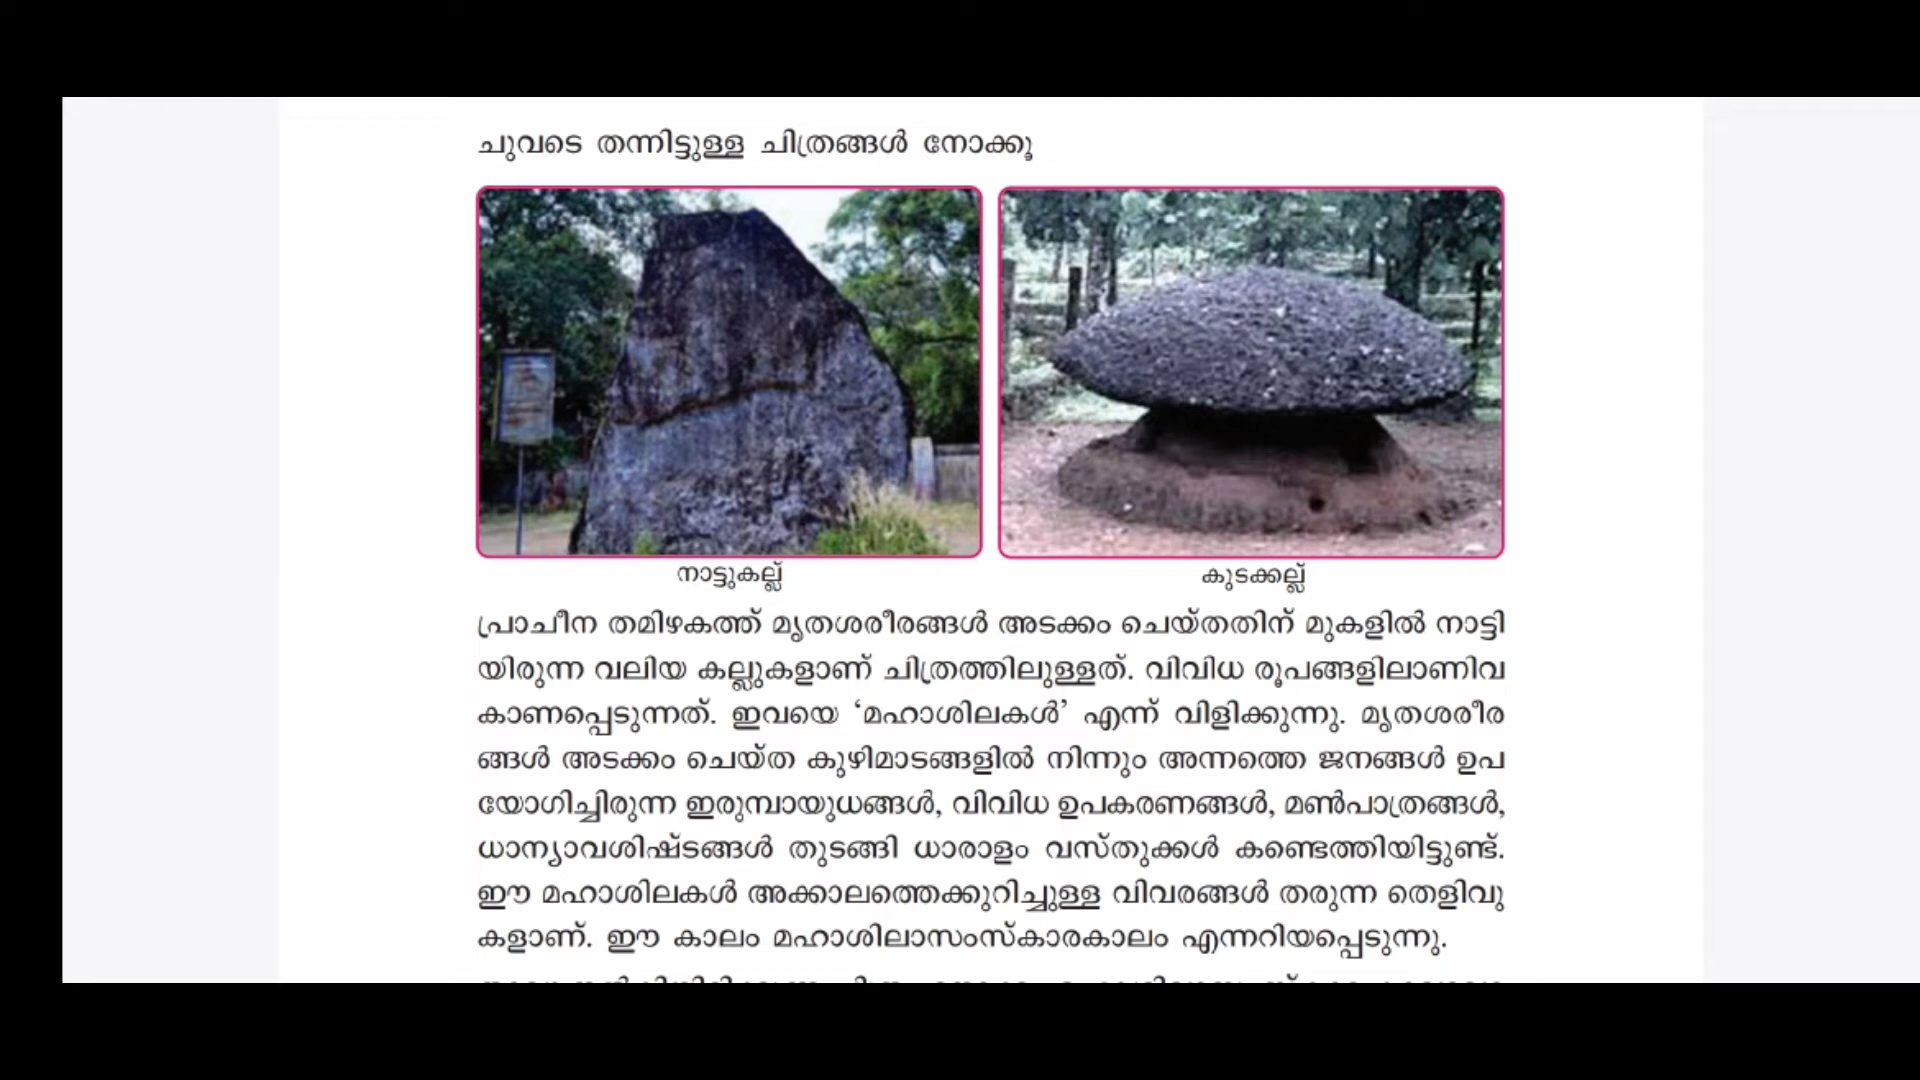 ചുവടെ തന്നിട്ടുള്ള ചിത്രങ്ങൾ നോക്കൂ
നാട്ടുകല്ല്
കുടക്കല്ല്
പ്രാചീന തമിഴകത്ത് മൃതശരീരങ്ങൾ അടക്കം ചെയ്തതിന് മുകളിൽ നാട്ടി
യിരുന്ന വലിയ കല്ലുകളാണ് ചിത്രത്തിലുള്ളത്. വിവിധ രൂപങ്ങളിലാണിവ
കാണപ്പെടുന്നത്. ഇവയെ ‘മഹാശിലകൾ’ എന്ന് വിളിക്കുന്നു. മൃതശരീര
ങ്ങൾ അടക്കം ചെയ്ത കുഴിമാടങ്ങളിൽ നിന്നും അന്നത്തെ ജനങ്ങൾ ഉപ
യോഗിച്ചിരുന്ന ഇരുമ്പായുധങ്ങൾ, വിവിധ ഉപകരണങ്ങൾ, മൺപാത്രങ്ങൾ,
ധാന്യാവശിഷ്ടങ്ങൾ തുടങ്ങി ധാരാളം വസ്തുക്കൾ കണ്ടെത്തിയിട്ടുണ്ട്.
ഈ മഹാശിലകൾ അക്കാലത്തെക്കുറിച്ചുള്ള വിവരങ്ങൾ തരുന്ന തെളിവു
കളാണ്. ഈ കാലം മഹാശിലാസംസ്കാരകാലം എന്നറിയപ്പെടുന്നു.